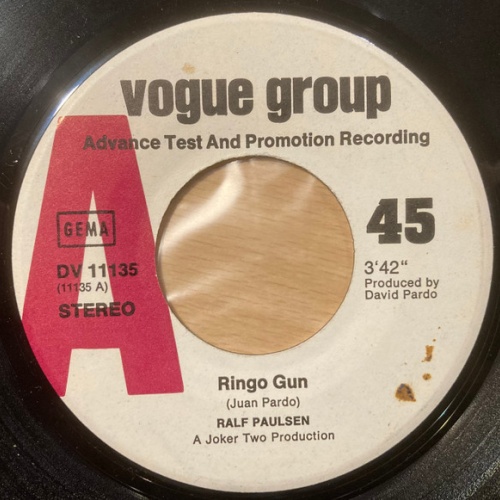 vogue group
Advance Test And Promotion Recording
A
GEMA
DV 11135
(11135 A)
STEREO
45
3'42"
Produced by
David Pardo
Ringo Gun
(Juan Pardo)
RALF PAULSEN
A Joker Two Production